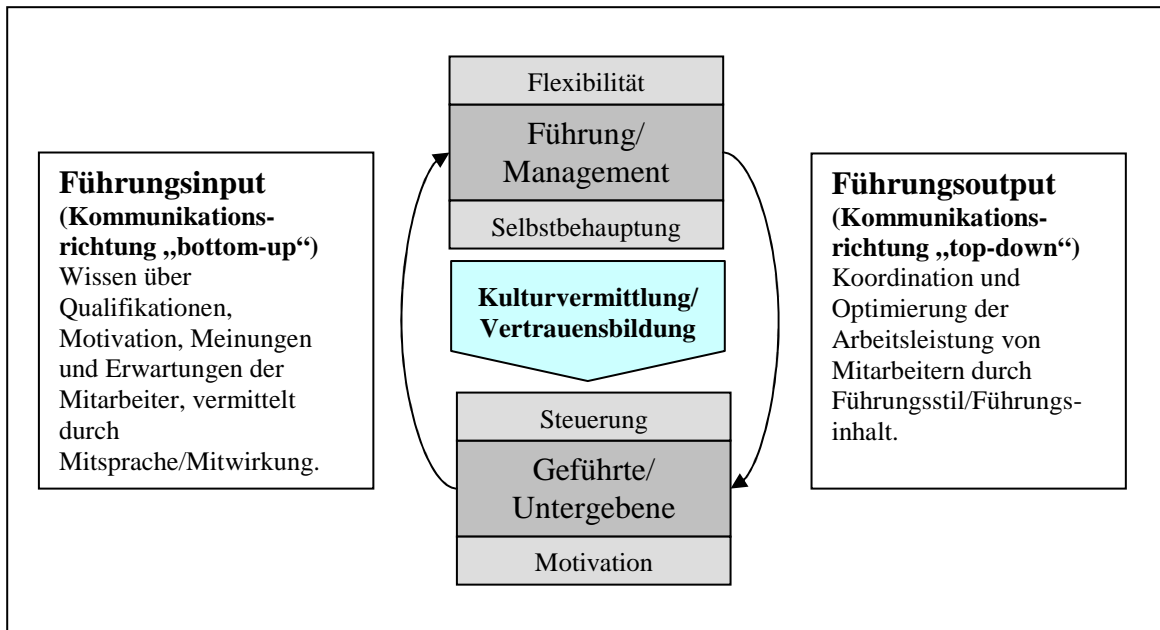 Flexibilität
Führung/
Management
Selbstbehauptung
Führungsinput
(Kommunikations-
richtung „bottom-up“)
Wissen über
Qualifikationen,
Motivation, Meinungen
und Erwartungen der
Mitarbeiter, vermittelt
durch
Mitsprache/Mitwirkung.
Kulturvermittlung/
Vertrauensbildung
Führungsoutput
(Kommunikations-
richtung „top-down“)
Koordination und
Optimierung der
Arbeitsleistung von
Mitarbeitern durch
Führungsstil/Führungs-
inhalt.
Steuerung
Geführte/
Untergebene
Motivation